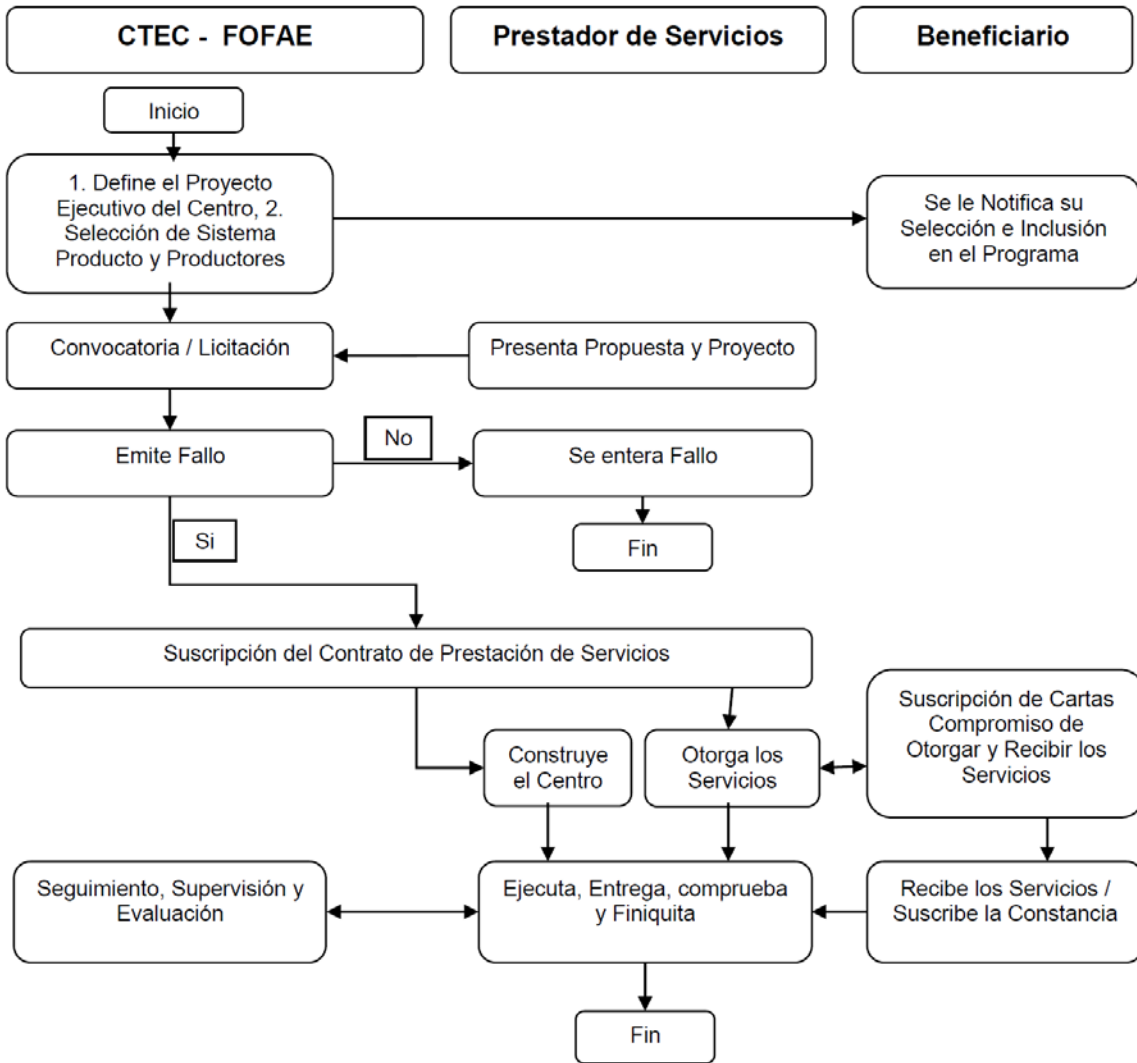 CTEC - FOFAE
Prestador de Servicios
Beneficiario
Inicio
1. Define el Proyecto
Ejecutivo del Centro, 2.
Selección de Sistema
Producto y Productores
Se le Notifica su
Selección e Inclusión
en el Programa
Convocatoria / Licitación
Presenta Propuesta y Proyecto
Emite Fallo
No
Se entera Fallo
Si
Fin
Suscripción del Contrato de Prestación de Servicios
Construye
el Centro
Otorga los
Servicios
Suscripción de Cartas
Compromiso de
Otorgar y Recibir los
Servicios
Seguimiento, Supervisión y
Evaluación
Ejecuta, Entrega, comprueba
y Finiquita
Recibe los Servicios /
Suscribe la Constancia
Fin